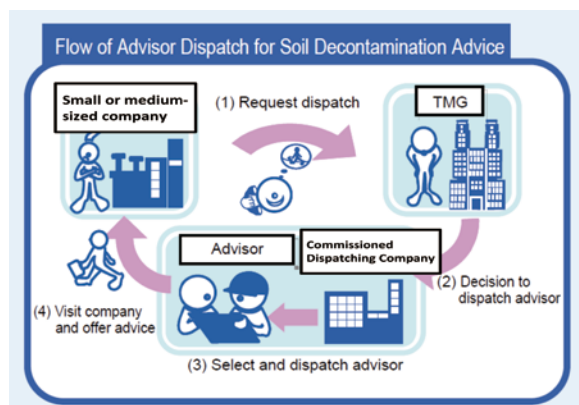 Flow of Advisor Dispatch for Soil Decontamination Advice
Small or medium-
sized company
(1) Request dispatch
TMG
Advisor
Commissioned
Dispatching Company
(2) Decision to
dispatch advisor
(4) Visit company
and offer advice
(3) Select and dispatch advisor